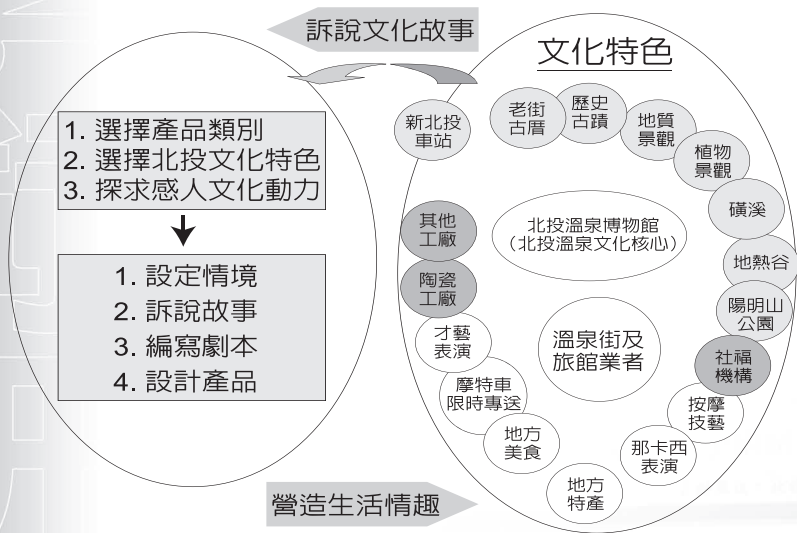 訴說文化故事
1. 選擇產品類別
2. 選擇北投文化特色
3. 探求感人文化動力
1. 設定情境
2. 訴說故事
3. 編寫劇本
4. 設計產品
文化特色
新北投
車站
老街
古厝
歷史
古蹟
地質
景觀
植物
景觀
磺溪
地熱谷
陽明山
公園
社福
機構
按摩
技藝
那卡西
表演
地方
特產
地方
美食
摩特車
限時專送
才藝
表演
陶瓷
工廠
其他
工廠
北投溫泉博物館
（北投溫泉文化核心）
溫泉街及
旅館業者
營造生活情趣